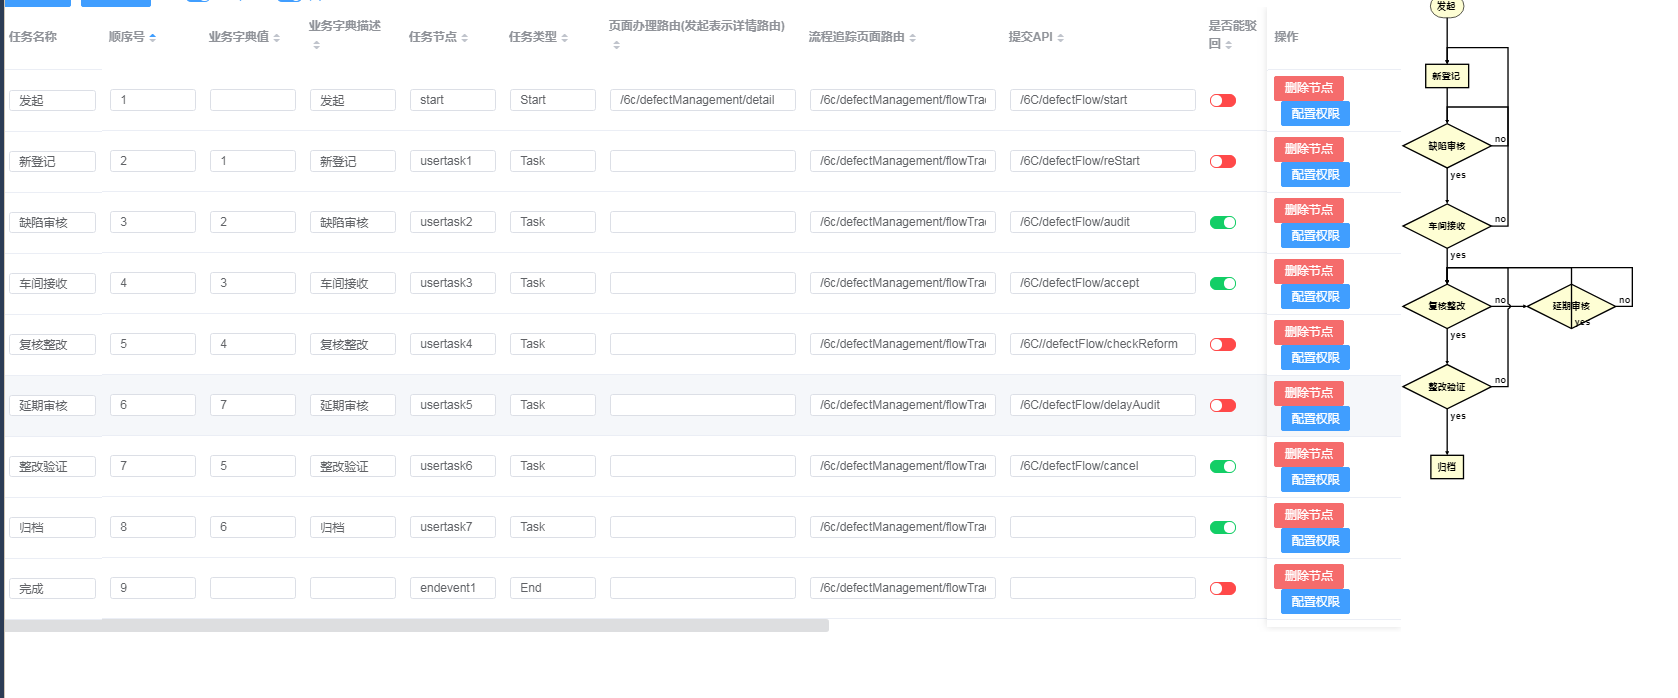 任务名称 顺序号 业务字典值 业务字典描述 任务节点 任务类型 页面办理路由(发起表示详情路由) 流程追踪页面路由 提交API 是否能驳回 操作
发起 1 发起 start Start /6c/defectManagement/detail /6c/defectManagement/flowTra /6C/defectFlow/start 删除节点
配置权限
新登记 2 1 新登记 usertask1 Task /6c/defectManagement/flowTra /6C/defectFlow/reStart 删除节点
配置权限
缺陷审核 3 2 缺陷审核 usertask2 Task /6c/defectManagement/flowTra /6C/defectFlow/audit 删除节点
配置权限
车间接收 4 3 车间接收 usertask3 Task /6c/defectManagement/flowTra /6C/defectFlow/accept 删除节点
配置权限
复核整改 5 4 复核整改 usertask4 Task /6c/defectManagement/flowTra /6C//defectFlow/checkReform 删除节点
配置权限
延期审核 6 7 延期审核 usertask5 Task /6c/defectManagement/flowTra /6C/defectFlow/delayAudit 删除节点
配置权限
整改验证 7 5 整改验证 usertask6 Task /6c/defectManagement/flowTra /6C/defectFlow/cancel 删除节点
配置权限
归档 8 6 归档 usertask7 Task /6c/defectManagement/flowTra 删除节点
配置权限
完成 9 endevent1 End /6c/defectManagement/flowTra 删除节点
配置权限
发起
新登记
缺陷审核 no
yes
车间接收 no
yes
复核整改 no 延期审核 no
yes
yes
整改验证 no
yes
归档